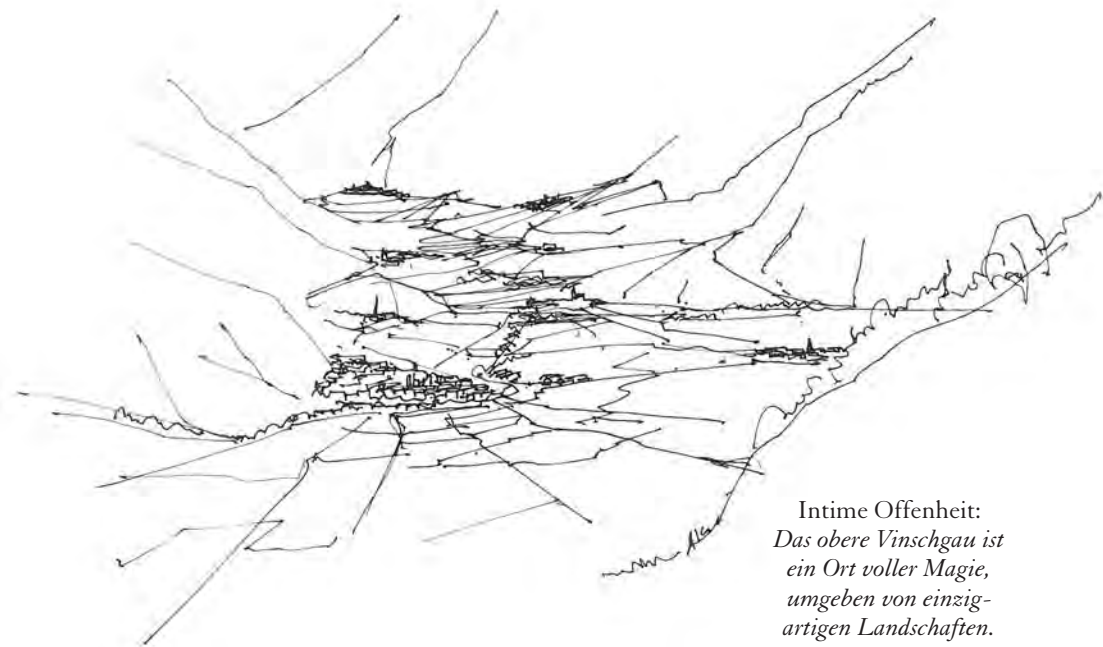 Intime Offenheit:
Das obere Vinschgau ist
ein Ort voller Magie,
umgeben von einzig-
artigen Landschaften.